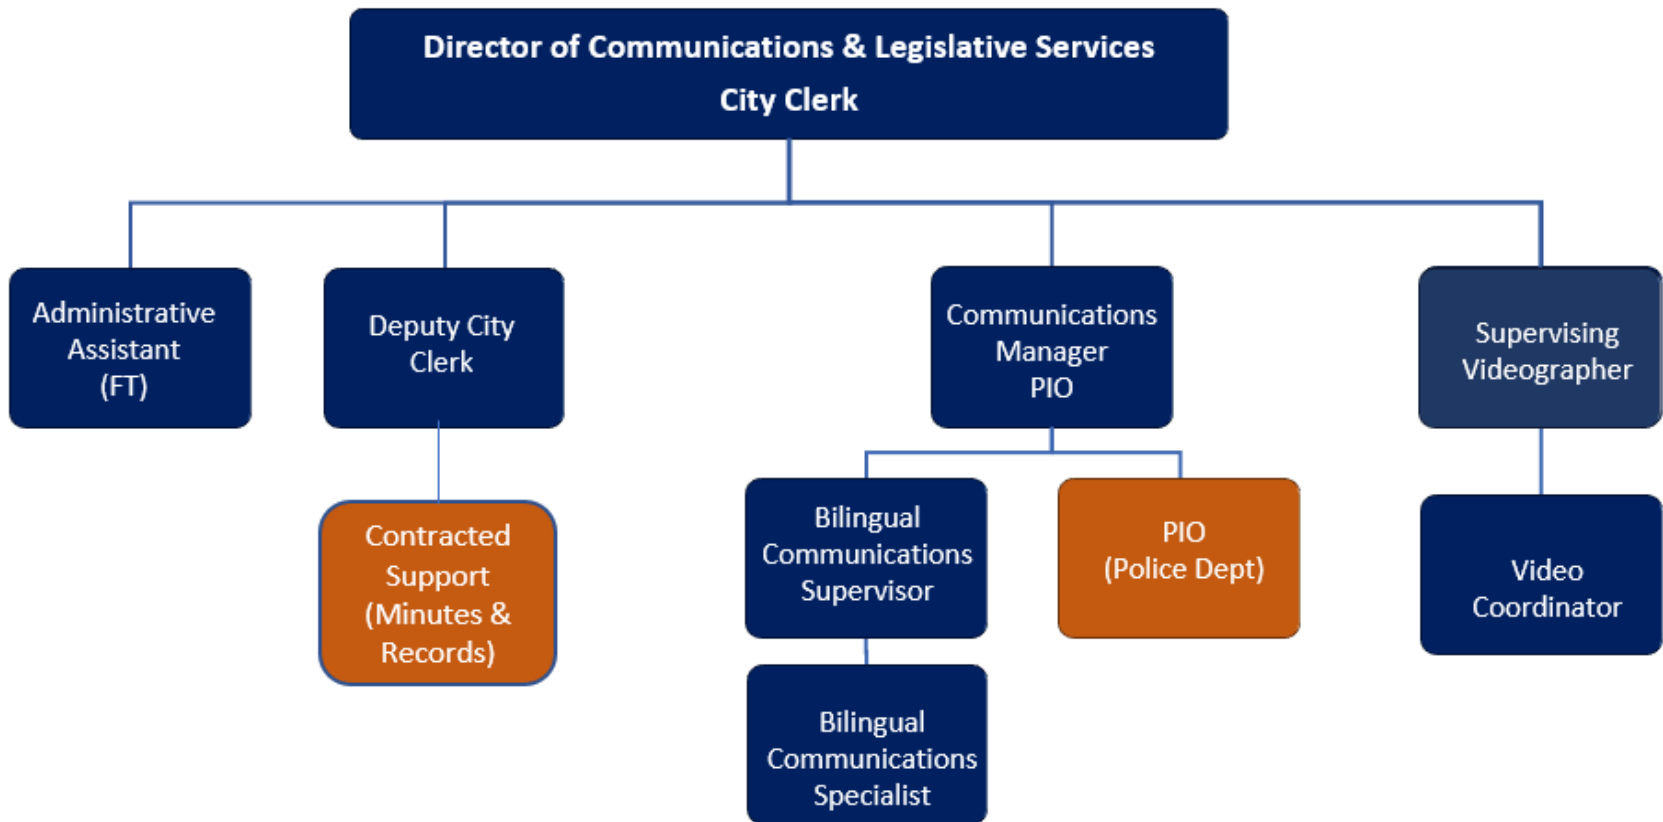 Director of Communications & Legislative Services
City Clerk
Administrative
Assistant
(FT)
Deputy City
Clerk
Communications
Manager
PIO
Supervising
Videographer
Contracted
Support
(Minutes &
Records)
Bilingual
Communications
Supervisor
PIO
(Police Dept)
Video
Coordinator
Bilingual
Communications
Specialist